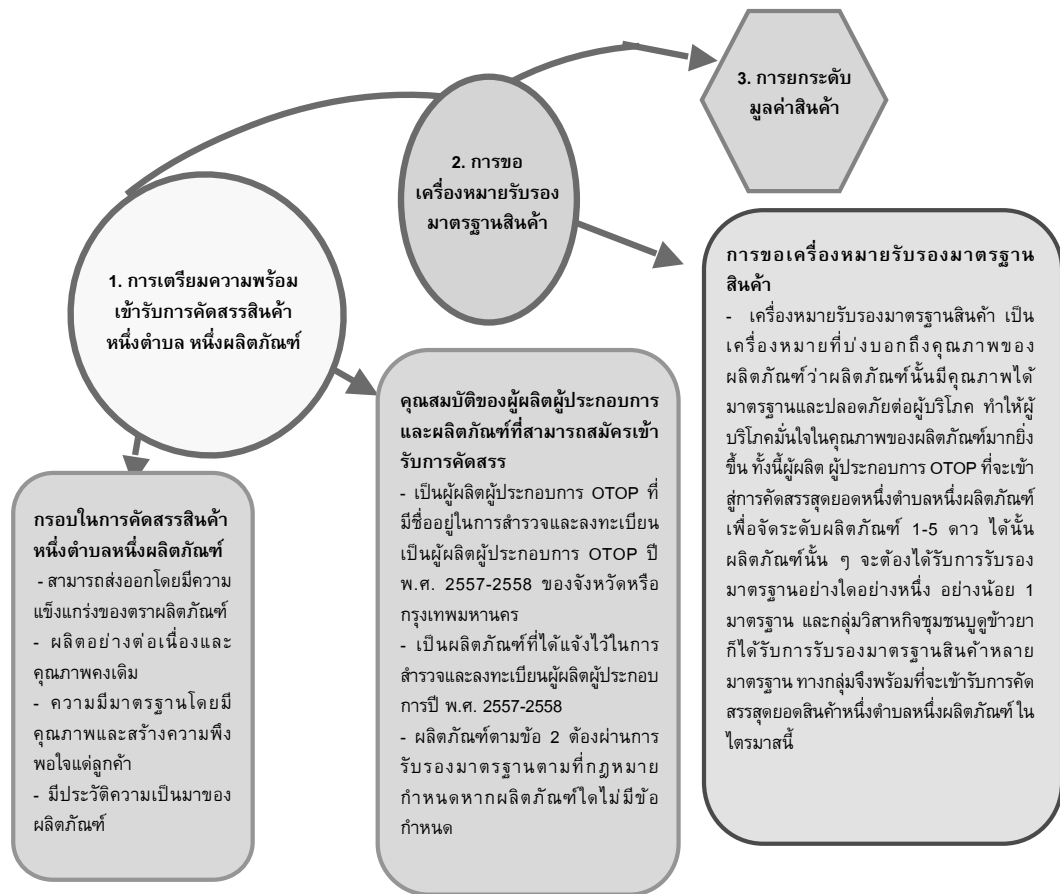 3. การยกระดับ
มูลค่าสินค้า
2. การขอ
เครื่องหมายรับรอง
มาตรฐานสินค้า
1. การเตรียมความพร้อม
เข้ารับการคัดสรรสินค้า
หนึ่งตำบล หนึ่งผลิตภัณฑ์
กรอบในการคัดสรรสินค้า
หนึ่งตำบลหนึ่งผลิตภัณฑ์
- สามารถส่งออกโดยมีความ
แข็งแกร่งของตราผลิตภัณฑ์
- ผลิตอย่างต่อเนื่องและ
คุณภาพคงเดิม
- ความมีมาตรฐานโดยมี
คุณภาพและสร้างความพึง
พอใจแด่ลูกค้า
- มีประวัติความเป็นมาของ
ผลิตภัณฑ์
คุณสมบัติของผู้ผลิตผู้ประกอบการ
และผลิตภัณฑ์ที่สามารถสมัครเข้า
รับการคัดสรร
- เป็นผู้ผลิตผู้ประกอบการ OTOP ที่
มีชื่ออยู่ในการสำรวจและลงทะเบียน
เป็นผู้ผลิตผู้ประกอบการ OTOP ปี
พ.ศ. 2557-2558 ของจังหวัดหรือ
กรุงเทพมหานคร
- เป็นผลิตภัณฑ์ที่ได้แจ้งไว้ในการ
สำรวจและลงทะเบียนผู้ผลิตผู้ประกอบ
การปี พ.ศ. 2557-2558
- ผลิตภัณฑ์ตามข้อ 2 ต้องผ่านการ
รับรองมาตรฐานตามที่กฎหมาย
กำหนดหากผลิตภัณฑ์ใดไม่มีข้อ
กำหนด
การขอเครื่องหมายรับรองมาตรฐาน
สินค้า
- เครื่องหมายรับรองมาตรฐานสินค้า เป็น
เครื่องหมายที่บ่งบอกถึงคุณภาพของ
ผลิตภัณฑ์ว่าผลิตภัณฑ์นั้นมีคุณภาพได้
มาตรฐานและปลอดภัยต่อผู้บริโภค ทำให้ผู้
บริโภคมั่นใจในคุณภาพของผลิตภัณฑ์มากยิ่ง
ขึ้น ทั้งนี้ผู้ผลิต ผู้ประกอบการ OTOP ที่จะเข้า
สู่การคัดสรรสุดยอดหนึ่งตำบลหนึ่งผลิตภัณฑ์
เพื่อจัดระดับผลิตภัณฑ์ 1-5 ดาว ได้นั้น
ผลิตภัณฑ์นั้น ๆ จะต้องได้รับการรับรอง
มาตรฐานอย่างใดอย่างหนึ่ง อย่างน้อย 1
มาตรฐาน และกลุ่มวิสาหกิจชุมชนบูดูข้าวยา
ก็ได้รับการรับรองมาตรฐานสินค้าหลาย
มาตรฐาน ทางกลุ่มจึงพร้อมที่จะเข้ารับการคัด
สรรสุดยอดสินค้าหนึ่งตำบลหนึ่งผลิตภัณฑ์ ใน
ไตรมาสนี้